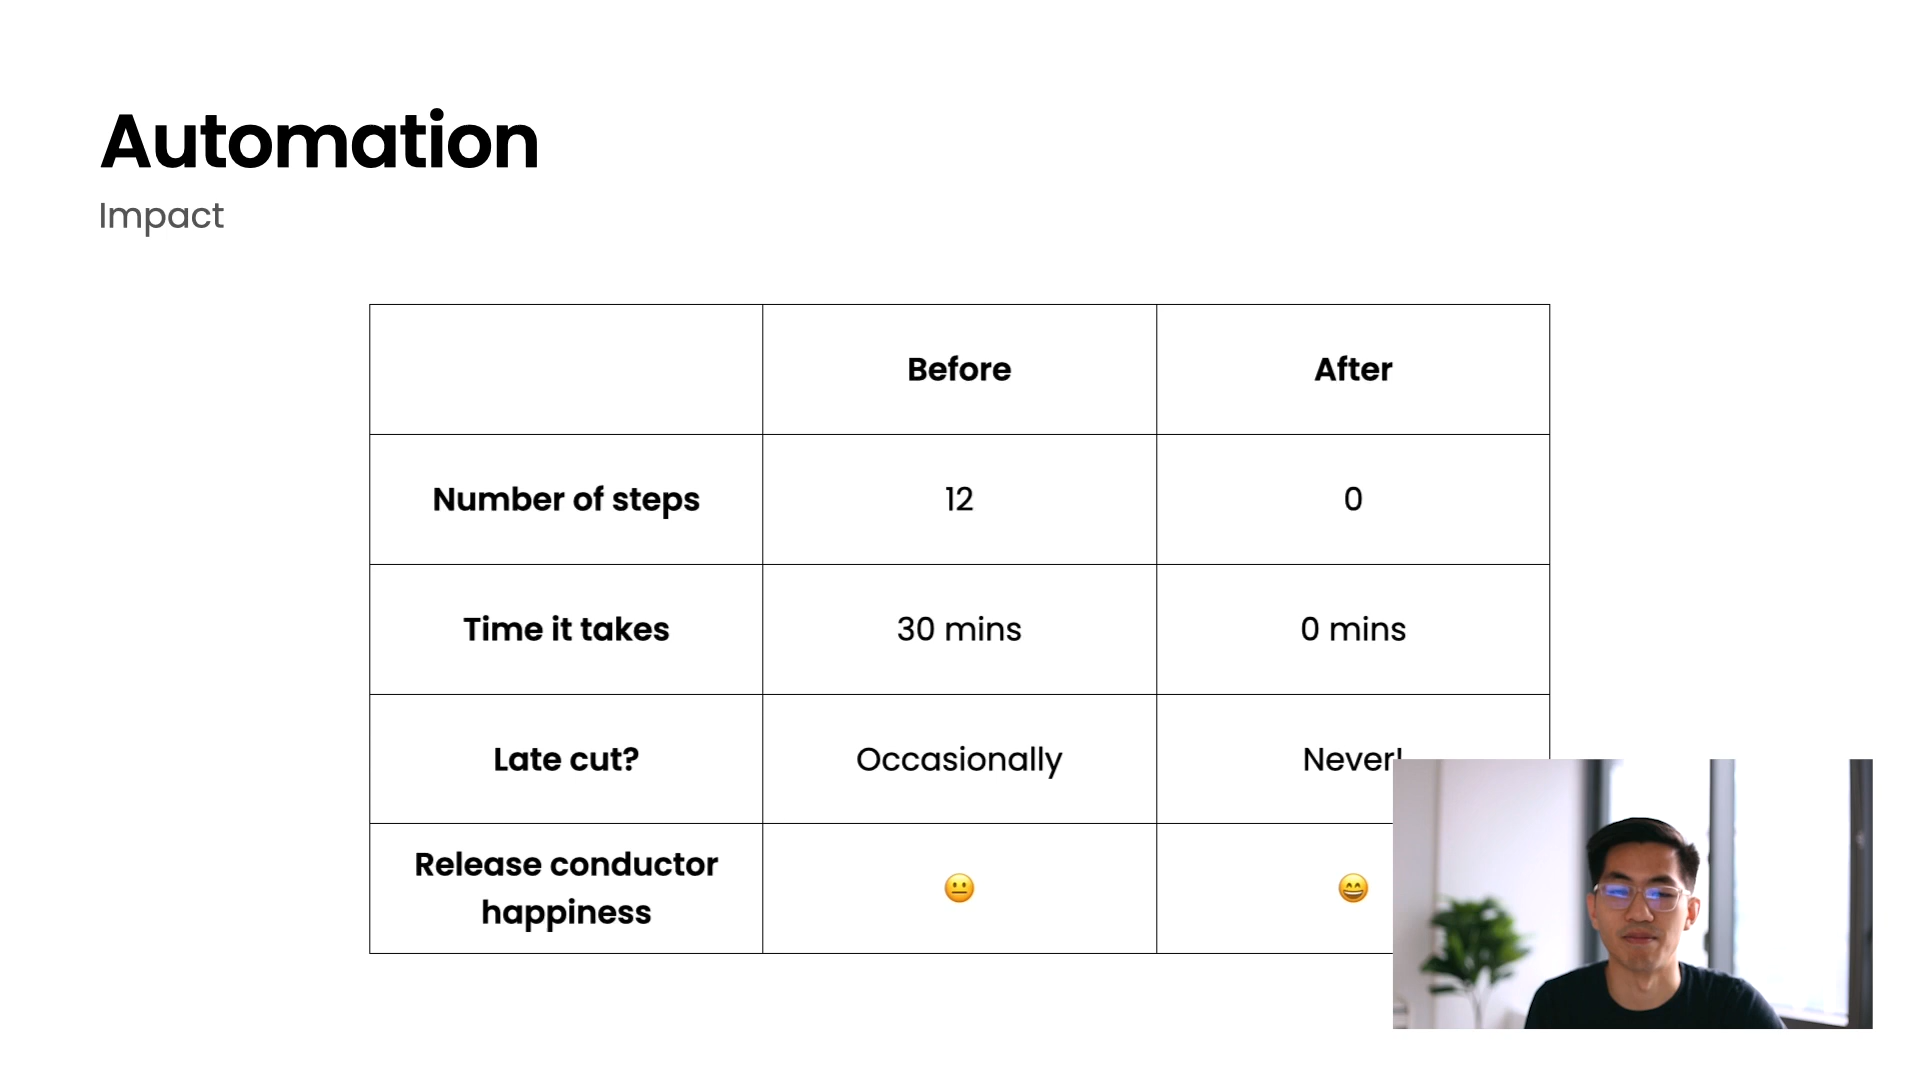 Automation
Impact
Before After
Number of steps 12 0
Time it takes 30 mins 0 mins
Late cut? Occasionally Never!
Release conductor
happiness 😐 😄